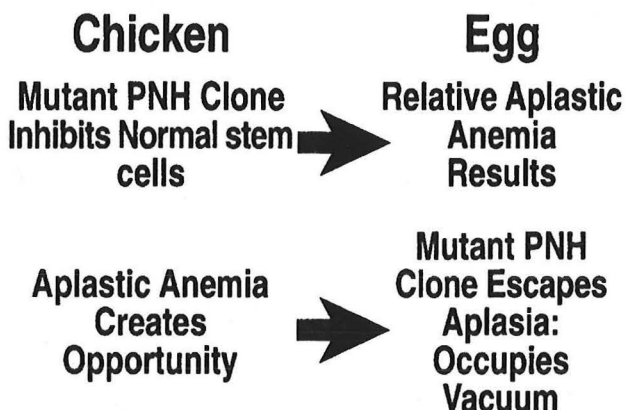 Chicken
Egg
Mutant PNH Clone
Inhibits Normal stem
cells
Relative Aplastic
Anemia
Results
Aplastic Anemia
Creates
Opportunity
Mutant PNH
Clone Escapes
Aplasia:
Occupies
Vacuum